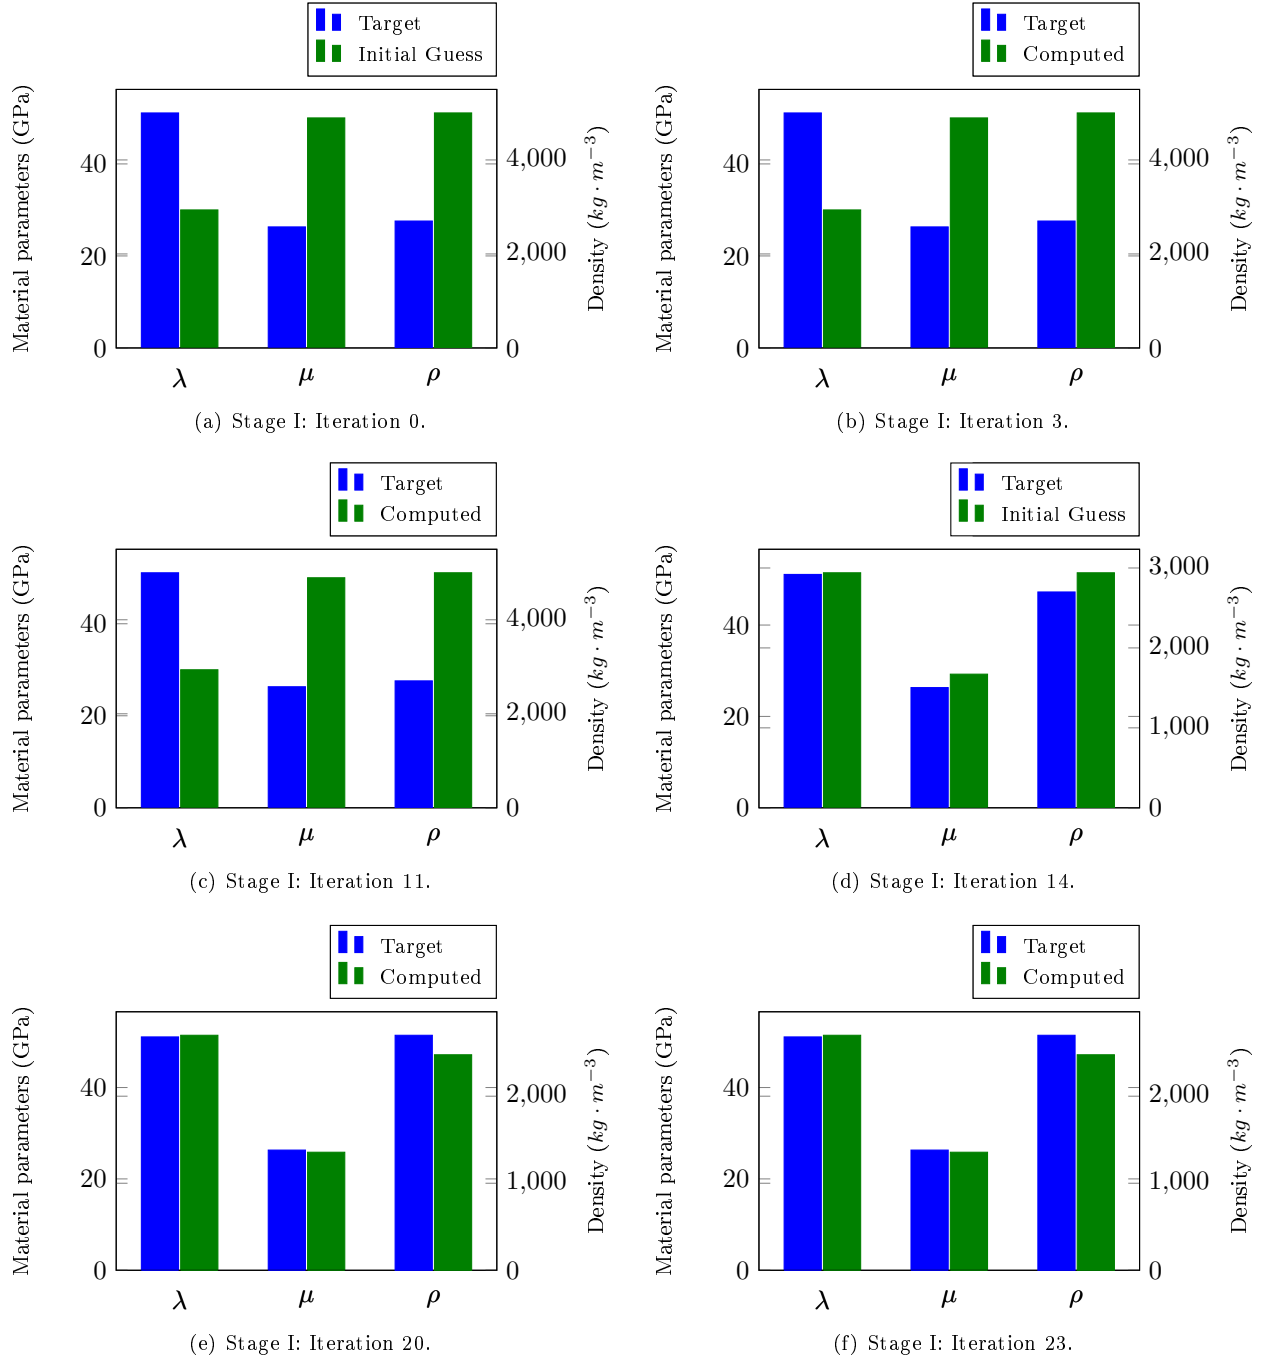 Target
Initial Guess
Material parameters (GPa)
40
20
0
4,000
2,000
0
Density (kg · m⁻³)
λ
μ
ρ
(a) Stage I: Iteration 0.
Target
Computed
Material parameters (GPa)
40
20
0
4,000
2,000
0
Density (kg · m⁻³)
λ
μ
ρ
(b) Stage I: Iteration 3.
Target
Computed
Material parameters (GPa)
40
20
0
4,000
2,000
0
Density (kg · m⁻³)
λ
μ
ρ
(c) Stage I: Iteration 11.
Target
Initial Guess
Material parameters (GPa)
40
20
0
3,000
2,000
1,000
0
Density (kg · m⁻³)
λ
μ
ρ
(d) Stage I: Iteration 14.
Target
Computed
Material parameters (GPa)
40
20
0
2,000
1,000
0
Density (kg · m⁻³)
λ
μ
ρ
(e) Stage I: Iteration 20.
Target
Computed
Material parameters (GPa)
40
20
0
2,000
1,000
0
Density (kg · m⁻³)
λ
μ
ρ
(f) Stage I: Iteration 23.